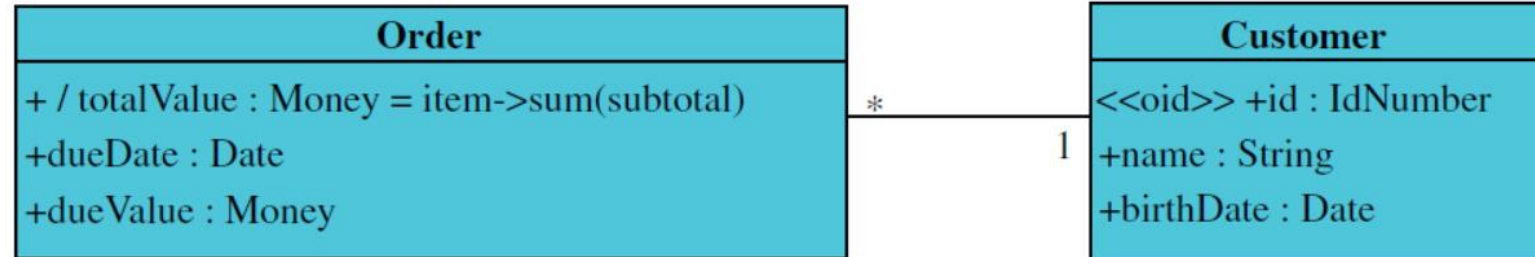 Order
+ / totalValue : Money = item->sum(subtotal)
+dueDate : Date
+dueValue : Money
*
1
Customer
<<oid>> +id : IdNumber
+name : String
+birthDate : Date